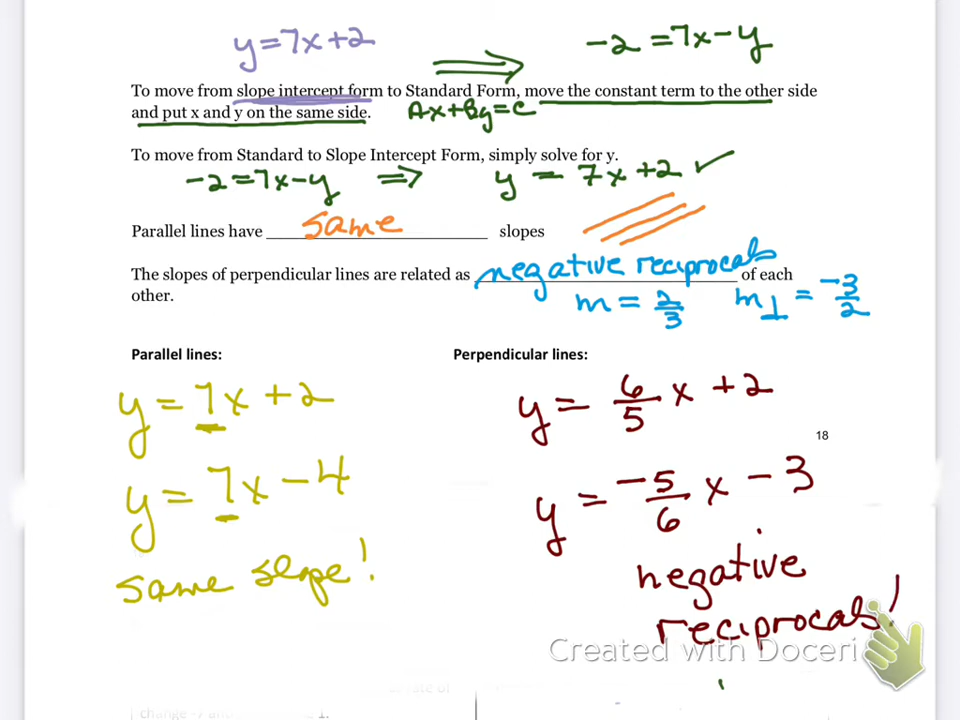 y=7x+2 -2 =7x-y
To move from slope intercept form to Standard Form, move the constant term to the other side
and put x and y on the same side. Ax+By=C
To move from Standard to Slope Intercept Form, simply solve for y.
-2=7x-y ⇒ y = 7x+2 ✓
Parallel lines have same slopes
The slopes of perpendicular lines are related as negative reciprocals of each
other. m = 2/3 m⊥ = -3/2
Parallel lines: Perpendicular lines:
y = 7x +2 y = 6/5 x +2
18
y = 7x -4 y = -5/6 x -3
same slope! negative
reciprocals!
Created with Doceri
change